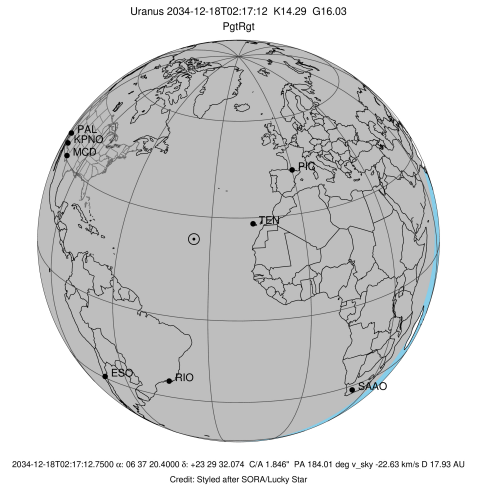 Uranus 2034-12-18T02:17:12 K14.29 G16.03
PgtRgt
PAL
KPNO
MCD
PIC
TEN
ESO
RIO
SAAO
2034-12-18T02:17:12.7500 α: 06 37 20.4000 δ: +23 29 32.074 C/A 1.846" PA 184.01 deg v_sky -22.63 km/s D 17.93 AU
Credit: Styled after SORA/Lucky Star